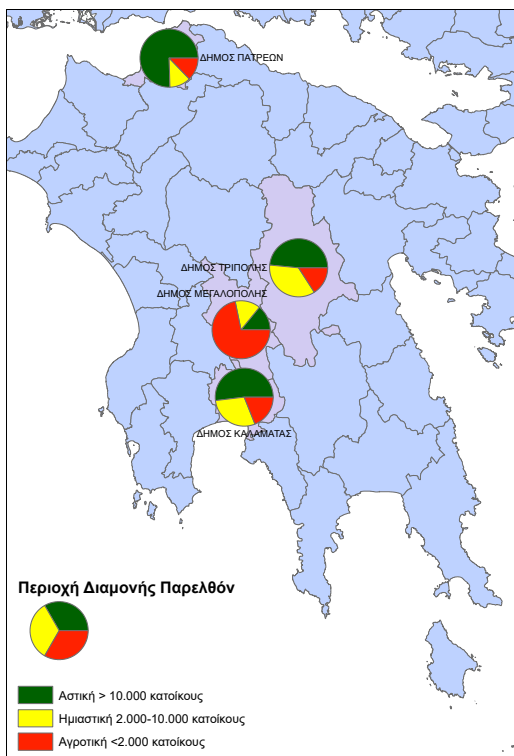 ΔΗΜΟΣ ΠΑΤΡΕΩΝ
ΔΗΜΟΣ ΤΡΙΠΟΛΗΣ
ΔΗΜΟΣ ΜΕΓΑΛΟΠΟΛΗΣ
ΔΗΜΟΣ ΚΑΛΑΜΑΤΑΣ
Περιοχή Διαμονής Παρελθόν
Αστική > 10.000 κατοίκους
Ημιαστική 2.000-10.000 κατοίκους
Αγροτική <2.000 κατοίκους